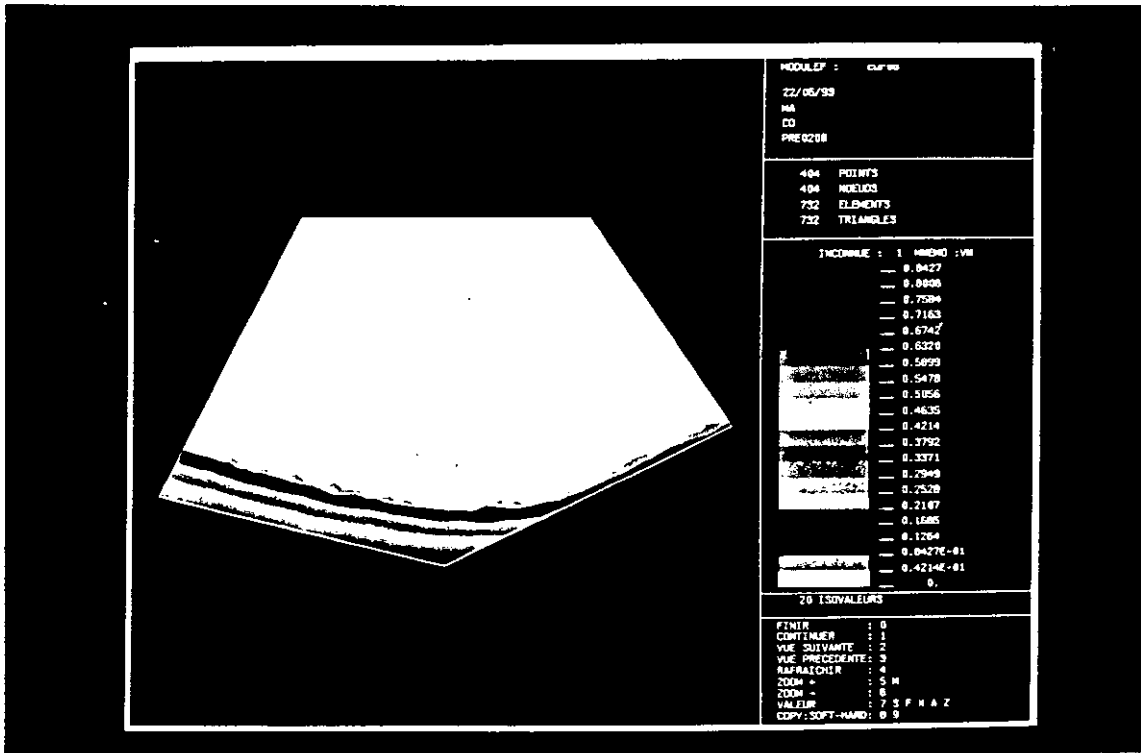 MODULEF : curso
22/06/93
MA
CO
PRE0200
404 POINTS
404 NOEUDS
732 ELEMENTS
732 TRIANGLES
INCONNUE : 1 MNEMO :VN
0.8427
0.8006
0.7584
0.7163
0.6742
0.6320
0.5899
0.5478
0.5056
0.4635
0.4214
0.3792
0.3371
0.2949
0.2528
0.2107
0.1685
0.1264
0.8427E-01
0.4214E-01
0.
20 ISOVALEURS
FINIR : 0
CONTINUER : 1
VUE SUIVANTE : 2
VUE PRECEDENTE: 3
RAFRAICHIR : 4
ZOOM + : 5 M
ZOOM - : 6
VALEUR : 7 S F H A Z
COPY:SOFT-HARD: 8 9